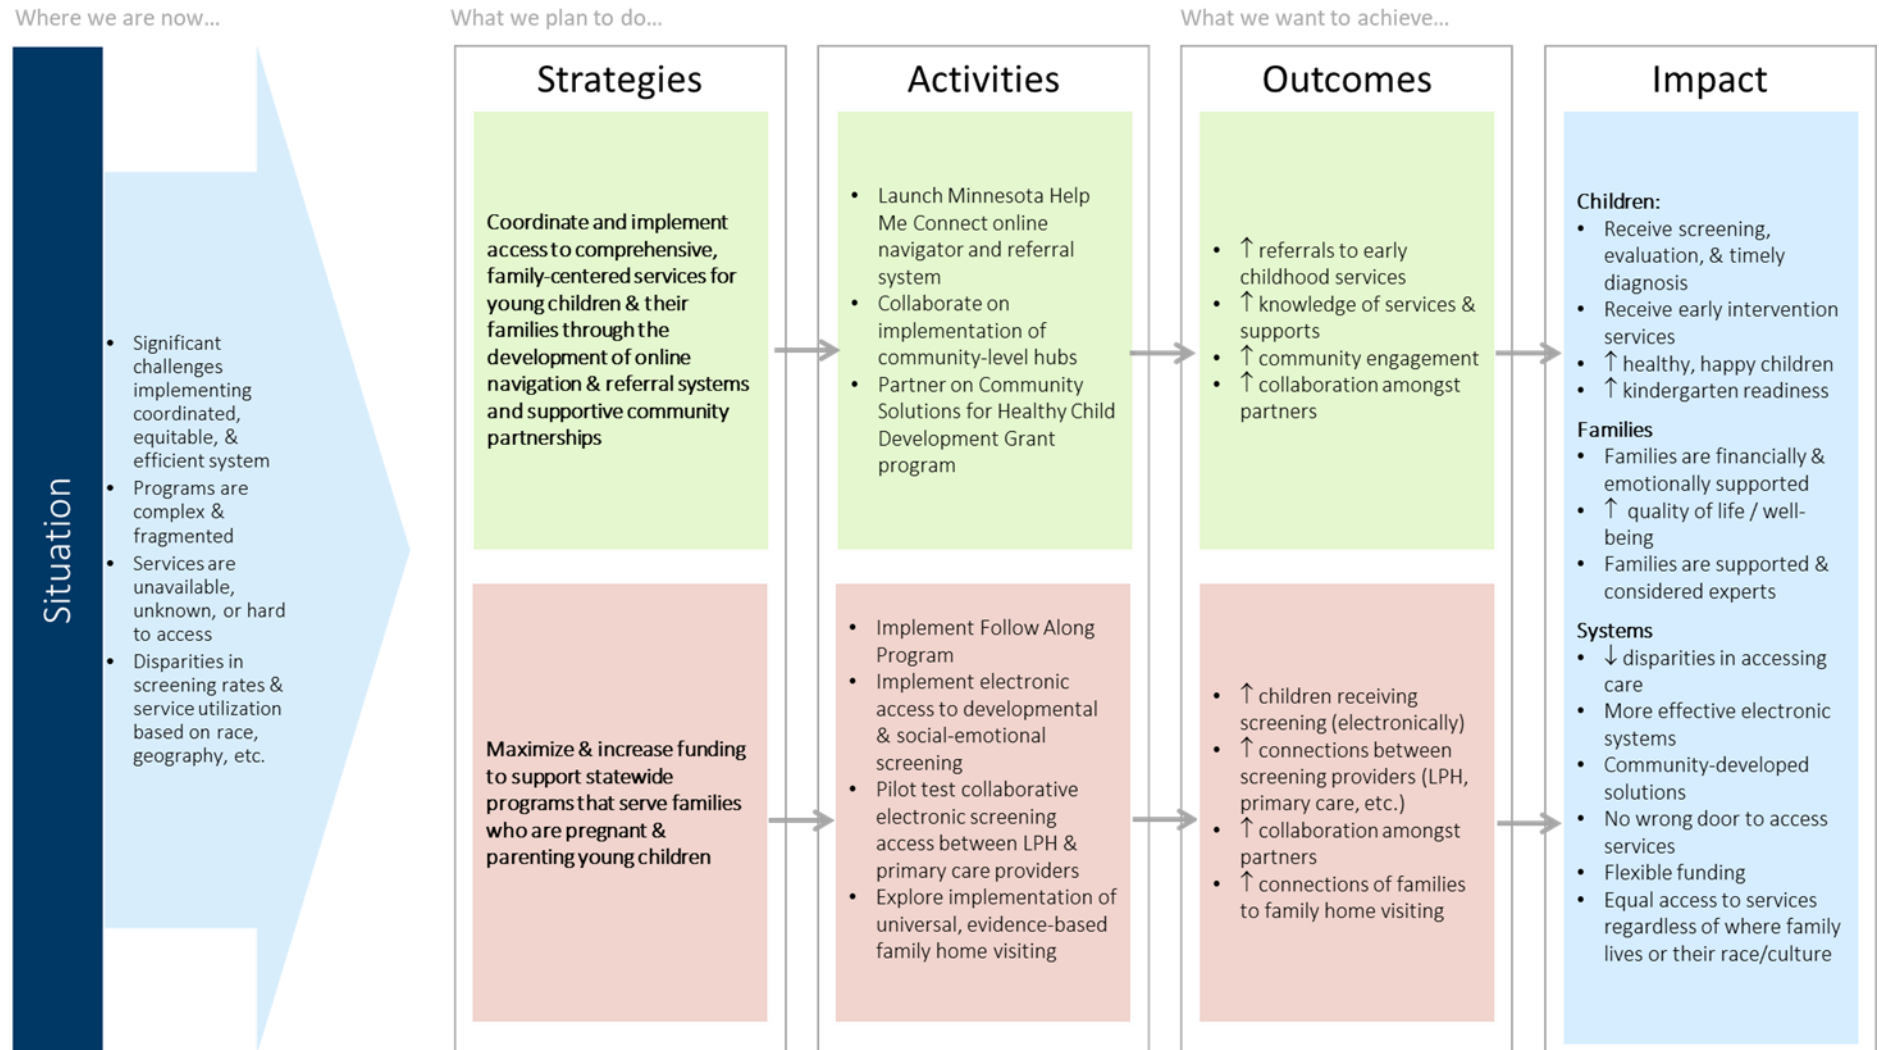 Where we are now...
What we plan to do...
What we want to achieve...
Situation
• Significant
challenges
implementing
coordinated,
equitable, &
efficient system
• Programs are
complex &
fragmented
• Services are
unavailable,
unknown, or hard
to access
• Disparities in
screening rates &
service utilization
based on race,
geography, etc.
Strategies
Coordinate and implement
access to comprehensive,
family-centered services for
young children & their
families through the
development of online
navigation & referral systems
and supportive community
partnerships
Maximize & increase funding
to support statewide
programs that serve families
who are pregnant &
parenting young children
Activities
• Launch Minnesota Help
Me Connect online
navigator and referral
system
• Collaborate on
implementation of
community-level hubs
• Partner on Community
Solutions for Healthy Child
Development Grant
program
• Implement Follow Along
Program
• Implement electronic
access to developmental
& social-emotional
screening
• Pilot test collaborative
electronic screening
access between LPH &
primary care providers
• Explore implementation of
universal, evidence-based
family home visiting
Outcomes
• ↑ referrals to early
childhood services
• ↑ knowledge of services &
supports
• ↑ community engagement
• ↑ collaboration amongst
partners
• ↑ children receiving
screening (electronically)
• ↑ connections between
screening providers (LPH,
primary care, etc.)
• ↑ collaboration amongst
partners
• ↑ connections of families
to family home visiting
Impact
Children:
• Receive screening,
evaluation, & timely
diagnosis
• Receive early intervention
services
• ↑ healthy, happy children
• ↑ kindergarten readiness
Families
• Families are financially &
emotionally supported
• ↑ quality of life / well-
being
• Families are supported &
considered experts
Systems
• ↓ disparities in accessing
care
• More effective electronic
systems
• Community-developed
solutions
• No wrong door to access
services
• Flexible funding
• Equal access to services
regardless of where family
lives or their race/culture